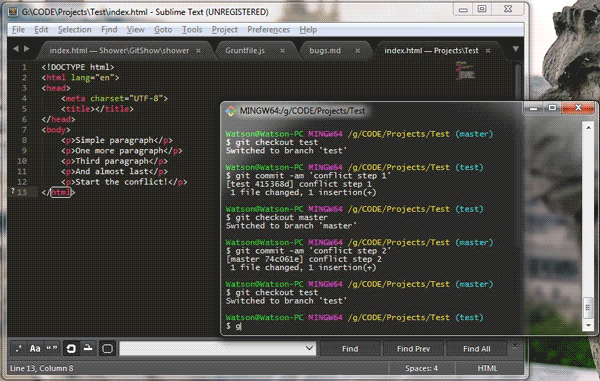 G:\CODE\Projects\Test\index.html - Sublime Text (UNREGISTERED)
File Edit Selection Find View Goto Tools Project Preferences Help
index.html — Shower\GitShow\shower × Gruntfile.js × bugs.md × index.html — Projects\Test
1 <!DOCTYPE html>
2 <html lang="en">
3 <head>
4 <meta charset="UTF-8">
5 <title></title>
6 </head>
7 <body>
8 <p>Simple paragraph</p>
9 <p>One more paragraph</p>
10 <p>Third paragraph</p>
11 <p>And almost last</p>
12 <p>Start the conflict!</p>
? 13 </html>
MINGW64:/g/CODE/Projects/Test
Watson@Watson-PC MINGW64 /g/CODE/Projects/Test (master)
$ git checkout test
Switched to branch 'test'
Watson@Watson-PC MINGW64 /g/CODE/Projects/Test (test)
$ git commit -am 'conflict step 1'
[test 415368d] conflict step 1
1 file changed, 1 insertion(+)
Watson@Watson-PC MINGW64 /g/CODE/Projects/Test (test)
$ git checkout master
Switched to branch 'master'
Watson@Watson-PC MINGW64 /g/CODE/Projects/Test (master)
$ git commit -am 'conflict step 2'
[master 74c061e] conflict step 2
1 file changed, 1 insertion(+)
Watson@Watson-PC MINGW64 /g/CODE/Projects/Test (master)
$ git checkout test
Switched to branch 'test'
Watson@Watson-PC MINGW64 /g/CODE/Projects/Test (test)
$ g
.* Aa “” Find Find Prev Find All
Line 13, Column 8 Spaces: 4 HTML